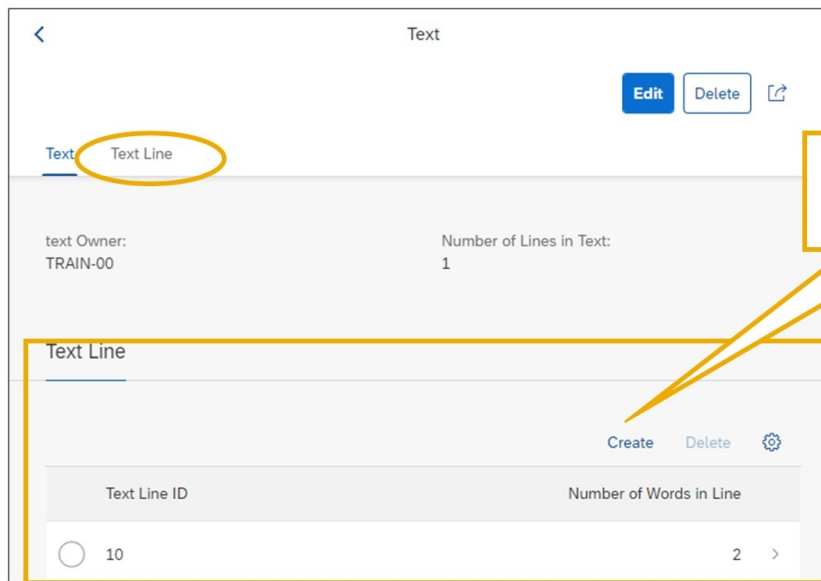 Text
Edit Delete
Text Text Line
text Owner: Number of Lines in Text:
TRAIN-00 1
Text Line
Create Delete
Text Line ID Number of Words in Line
10 2